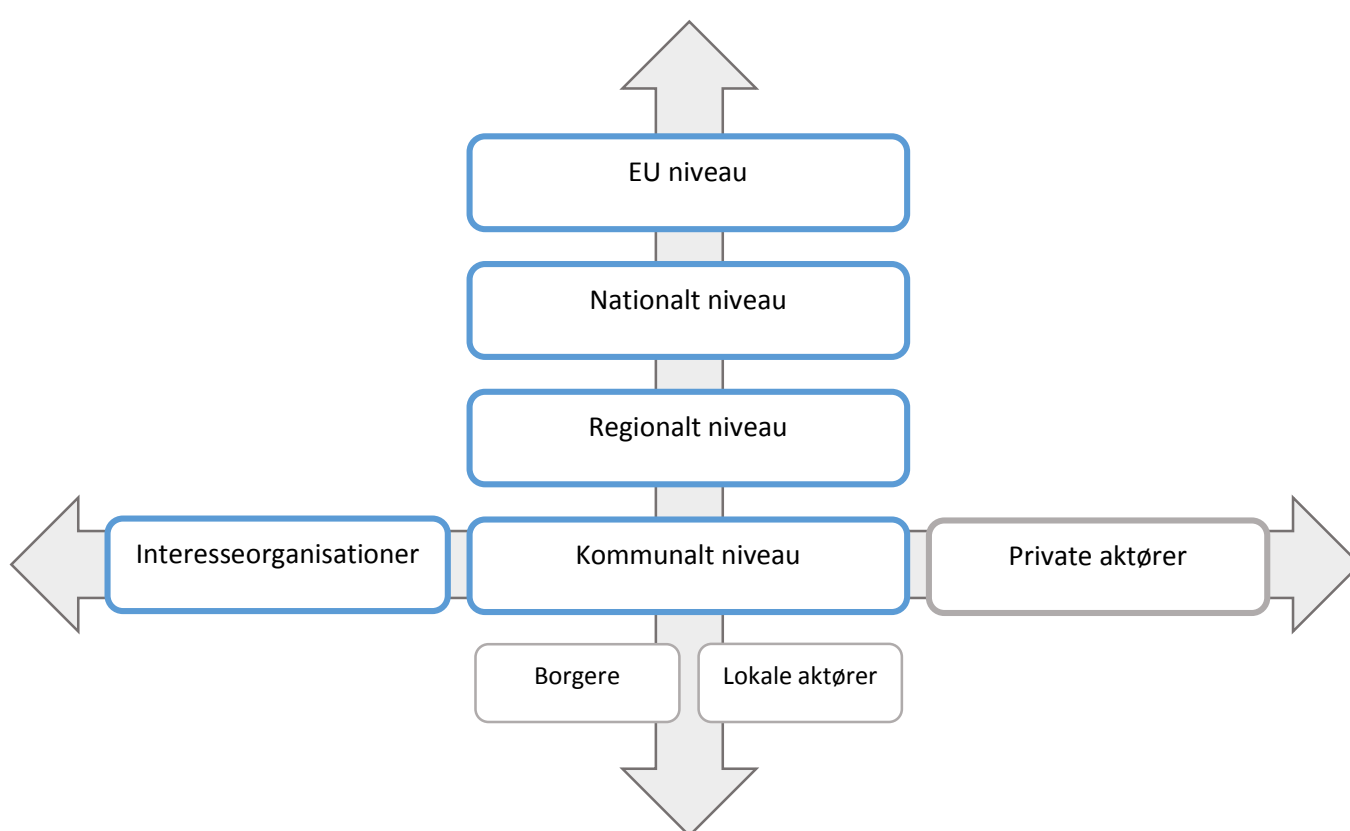 EU niveau
Nationalt niveau
Regionalt niveau
Interesseorganisationer
Kommunalt niveau
Private aktører
Borgere
Lokale aktører